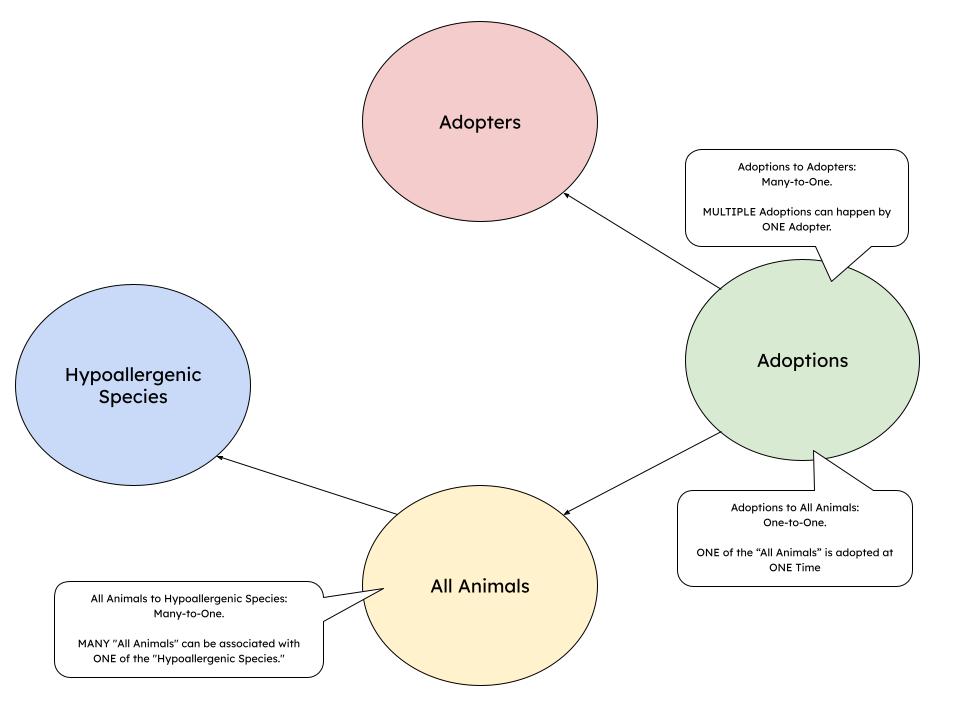 Adopters
Adoptions to Adopters:
Many-to-One.
MULTIPLE Adoptions can happen by
ONE Adopter.
Hypoallergenic
Species
Adoptions
Adoptions to All Animals:
One-to-One.
ONE of the “All Animals” is adopted at
ONE Time
All Animals
All Animals to Hypoallergenic Species:
Many-to-One.
MANY "All Animals" can be associated with
ONE of the "Hypoallergenic Species."